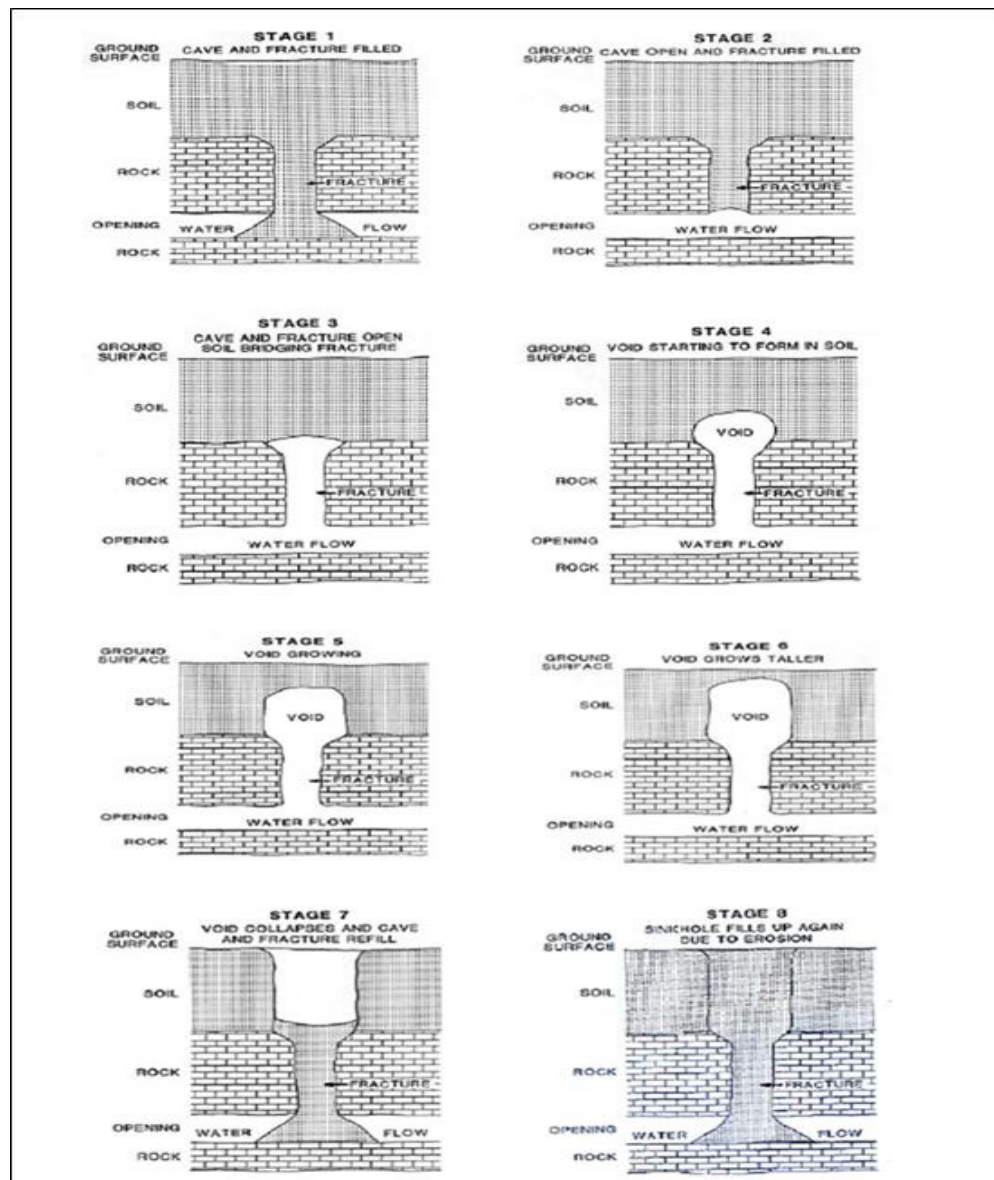 STAGE 1
CAVE AND FRACTURE FILLED
GROUND
SURFACE
SOIL
ROCK
FRACTURE
OPENING
WATER
FLOW
ROCK
STAGE 2
CAVE OPEN AND FRACTURE FILLED
GROUND
SURFACE
SOIL
ROCK
FRACTURE
OPENING
WATER FLOW
ROCK
STAGE 3
CAVE AND FRACTURE OPEN
SOIL BRIDGING FRACTURE
GROUND
SURFACE
SOIL
ROCK
FRACTURE
OPENING
WATER FLOW
ROCK
STAGE 4
VOID STARTING TO FORM IN SOIL
GROUND
SURFACE
SOIL
VOID
ROCK
FRACTURE
OPENING
WATER FLOW
ROCK
STAGE 5
VOID GROWING
GROUND
SURFACE
SOIL
VOID
ROCK
FRACTURE
OPENING
WATER FLOW
ROCK
STAGE 6
VOID GROWS TALLER
GROUND
SURFACE
SOIL
VOID
ROCK
FRACTURE
OPENING
WATER FLOW
ROCK
STAGE 7
VOID COLLAPSES AND CAVE
AND FRACTURE REFILL
GROUND
SURFACE
SOIL
ROCK
FRACTURE
OPENING
WATER
FLOW
ROCK
STAGE 8
SINKHOLE FILLS UP AGAIN
DUE TO EROSION
GROUND
SURFACE
SOIL
ROCK
FRACTURE
OPENING
WATER
FLOW
ROCK